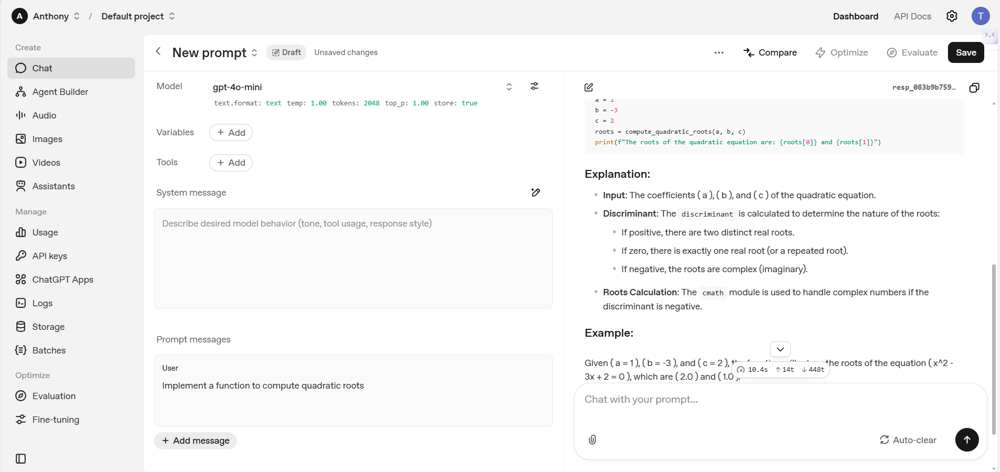 A Anthony / Default project
Dashboard API Docs T
Create
Chat
Agent Builder
Audio
Images
Videos
Assistants
Manage
Usage
API keys
ChatGPT Apps
Logs
Storage
Batches
Optimize
Evaluation
Fine-tuning
New prompt Draft Unsaved changes
Compare Optimize Evaluate Save
Model gpt-4o-mini
text.format: text temp: 1.00 tokens: 2048 top_p: 1.00 store: true
Variables + Add
Tools + Add
System message
Describe desired model behavior (tone, tool usage, response style)
Prompt messages
User
Implement a function to compute quadratic roots
+ Add message
resp_083b9b759…
a = 1
b = -3
c = 2
roots = compute_quadratic_roots(a, b, c)
print(f"The roots of the quadratic equation are: {roots[0]} and {roots[1]}")
Explanation:
• Input: The coefficients ( a ), ( b ), and ( c ) of the quadratic equation.
• Discriminant: The discriminant is calculated to determine the nature of the roots:
• If positive, there are two distinct real roots.
• If zero, there is exactly one real root (or a repeated root).
• If negative, the roots are complex (imaginary).
• Roots Calculation: The cmath module is used to handle complex numbers if the
discriminant is negative.
Example:
Given ( a = 1 ), ( b = -3 ), and ( c = 2 ), the roots of the equation ( x^2 -
3x + 2 = 0 ), which are ( 2.0 ) and ( 1.0 ).
10.4s ↑14t ↓448t
Chat with your prompt...
Auto-clear